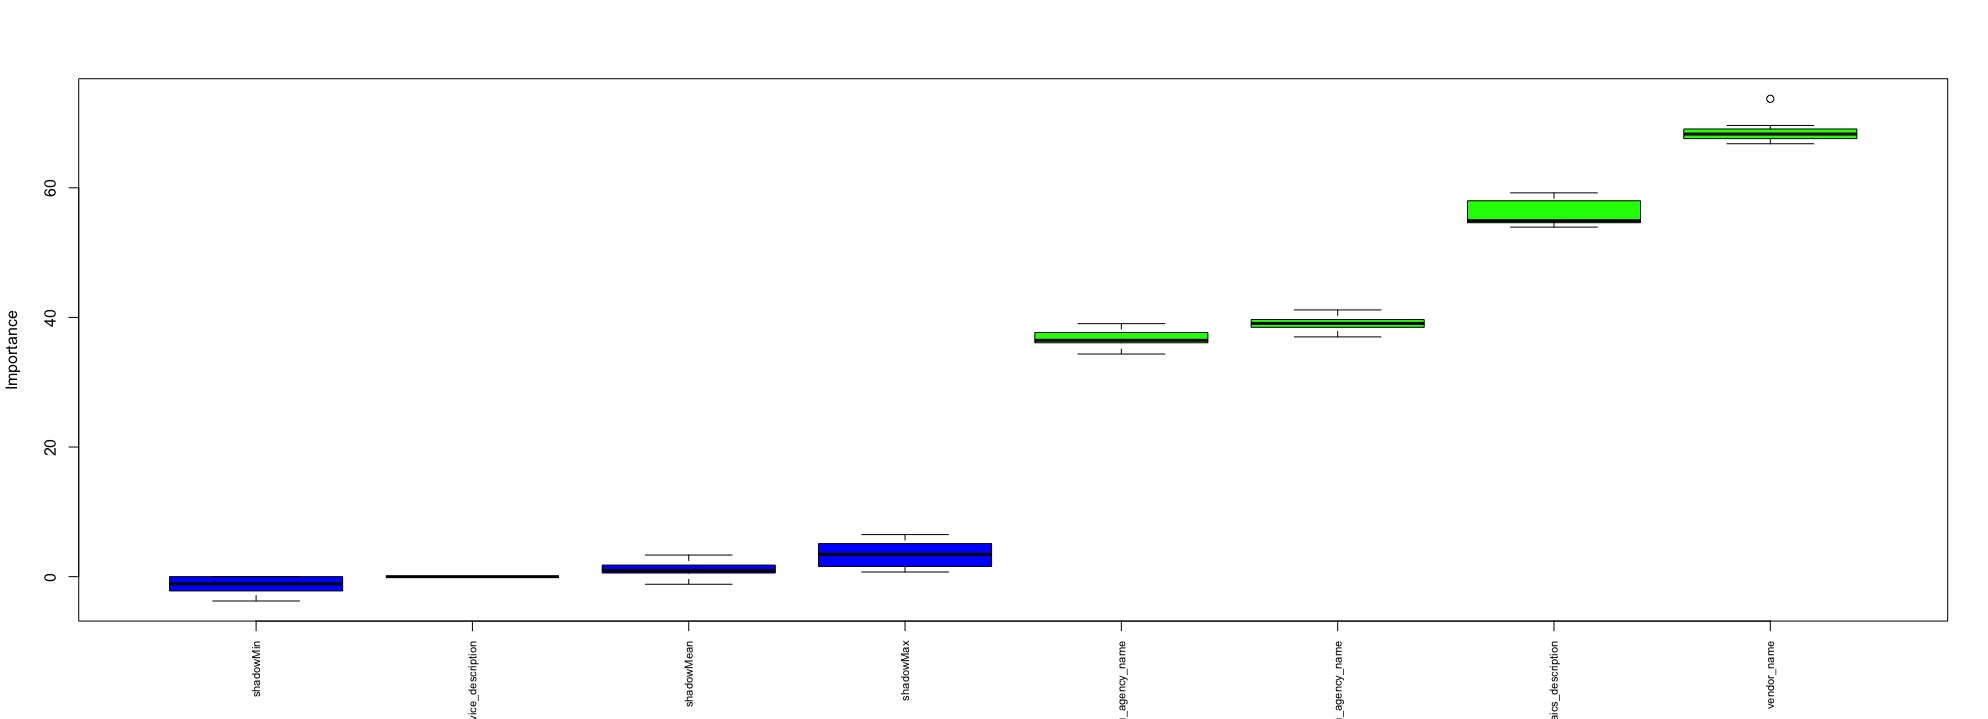 Importance
60
40
20
0
shadowMin
vice_description
shadowMean
shadowMax
_agency_name
_agency_name
aics_description
vendor_name